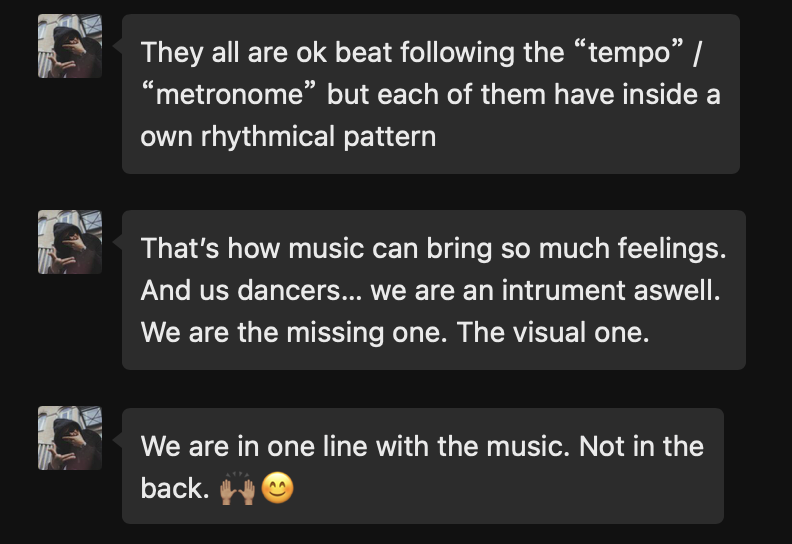 They all are ok beat following the “tempo” /
“metronome” but each of them have inside a
own rhythmical pattern
That’s how music can bring so much feelings.
And us dancers... we are an intrument aswell.
We are the missing one. The visual one.
We are in one line with the music. Not in the
back. 🙌🏽😊